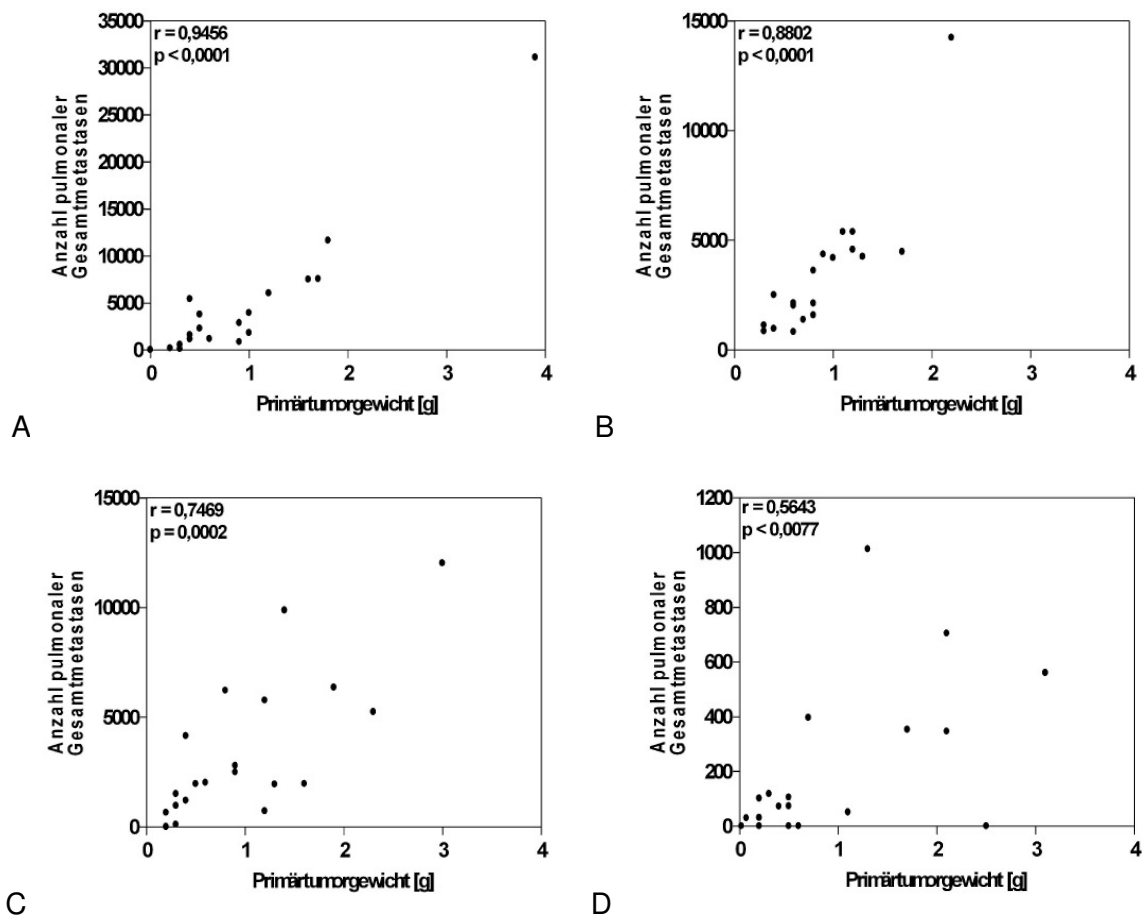 35000
30000
25000
20000
15000
10000
5000
0
r = 0,9456
p < 0,0001
Anzahl pulmonaler
Gesamtmetastasen
0 1 2 3 4
Primärtumorgewicht [g]
A
15000
10000
5000
0
r = 0,8802
p < 0,0001
Anzahl pulmonaler
Gesamtmetastasen
0 1 2 3 4
Primärtumorgewicht [g]
B
15000
10000
5000
0
r = 0,7469
p = 0,0002
Anzahl pulmonaler
Gesamtmetastasen
0 1 2 3 4
Primärtumorgewicht [g]
C
1200
1000
800
600
400
200
0
r = 0,5643
p < 0,0077
Anzahl pulmonaler
Gesamtmetastasen
0 1 2 3 4
Primärtumorgewicht [g]
D